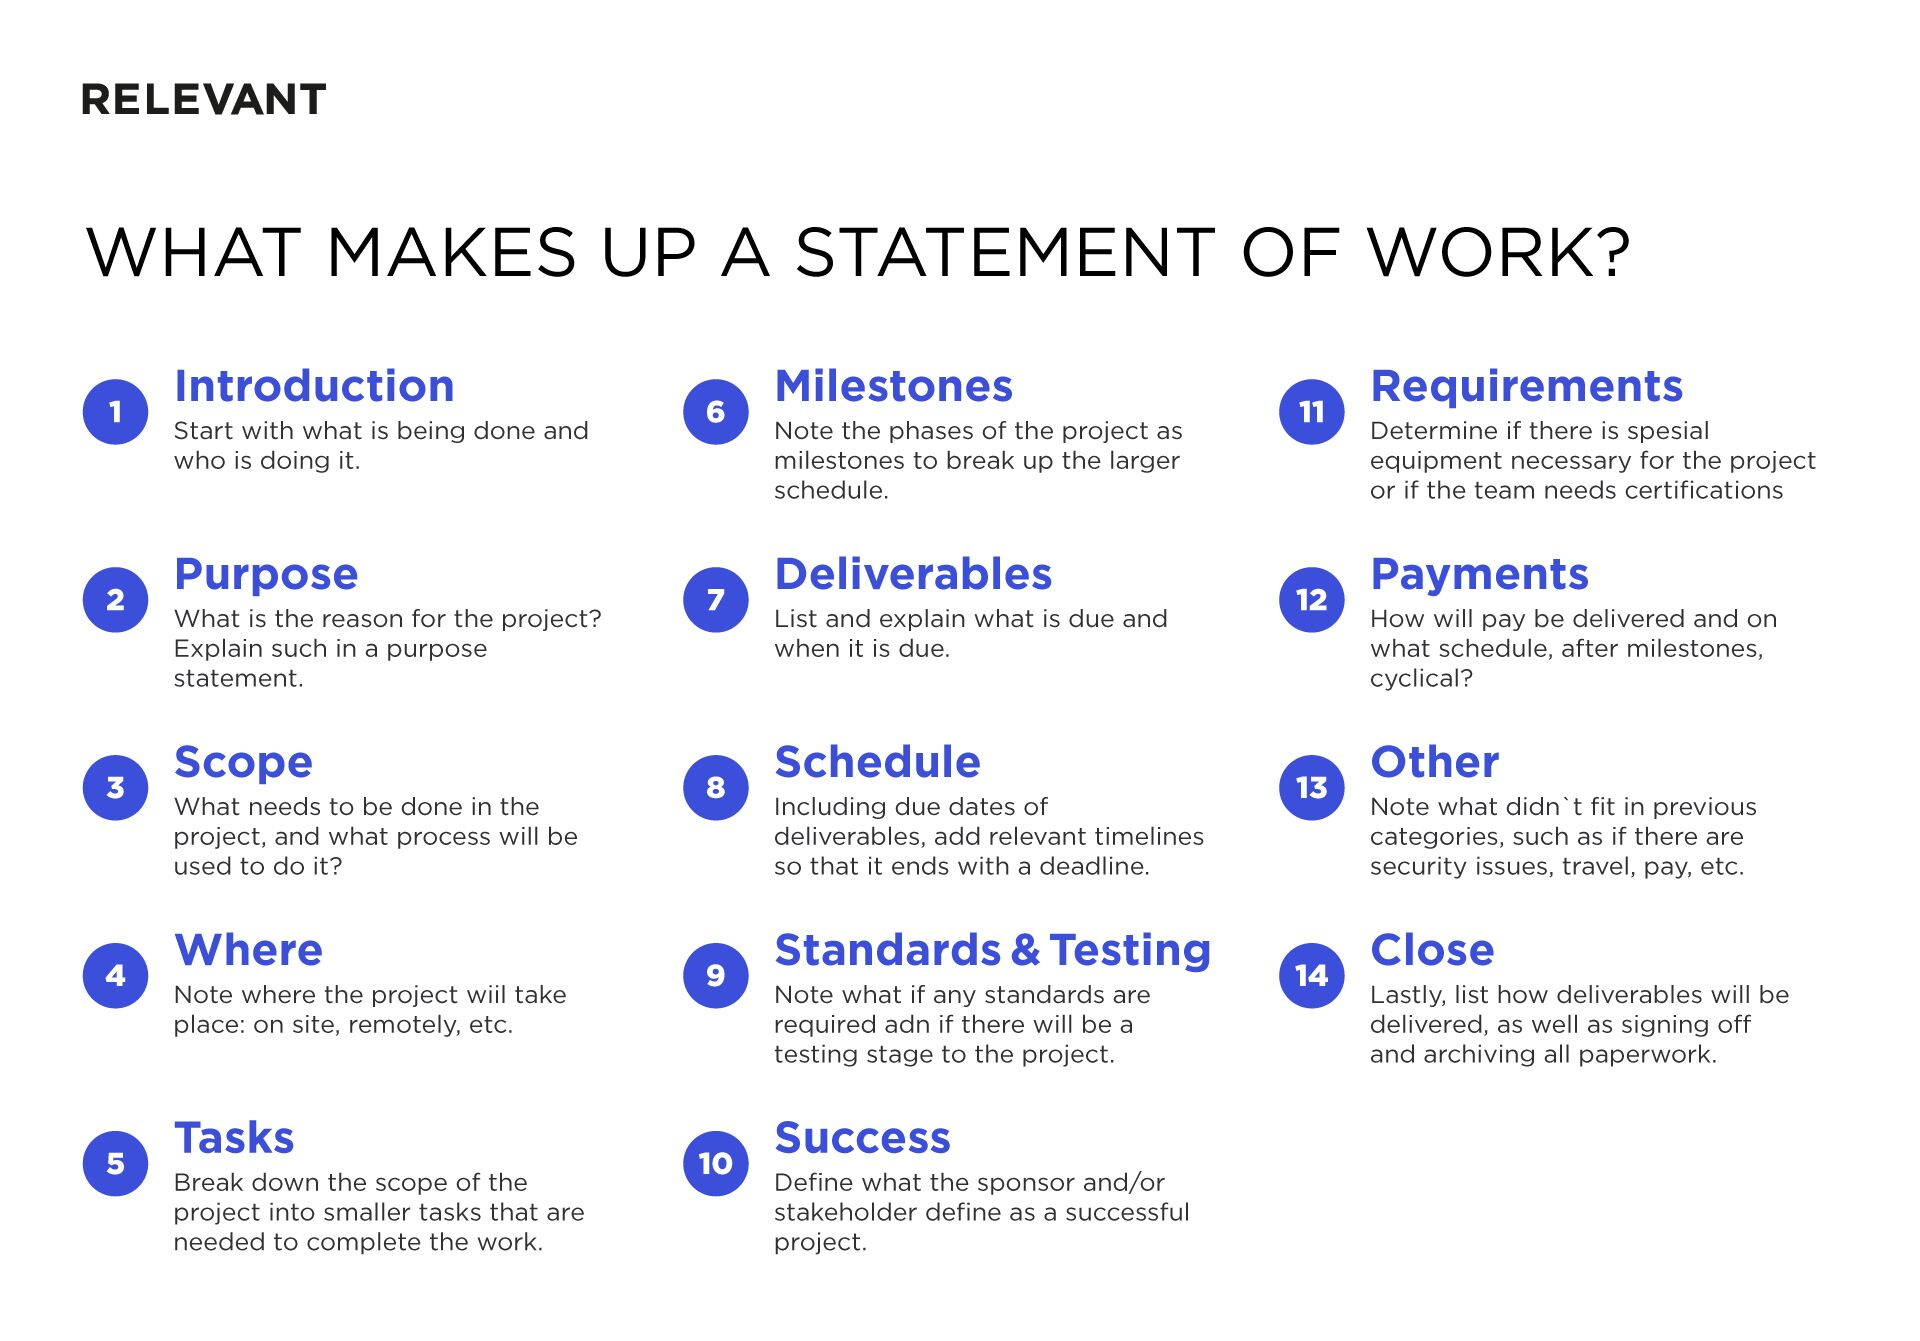 RELEVANT
WHAT MAKES UP A STATEMENT OF WORK?
1
Introduction
Start with what is being done and
who is doing it.
2
Purpose
What is the reason for the project?
Explain such in a purpose
statement.
3
Scope
What needs to be done in the
project, and what process will be
used to do it?
4
Where
Note where the project wiil take
place: on site, remotely, etc.
5
Tasks
Break down the scope of the
project into smaller tasks that are
needed to complete the work.
6
Milestones
Note the phases of the project as
milestones to break up the larger
schedule.
7
Deliverables
List and explain what is due and
when it is due.
8
Schedule
Including due dates of
deliverables, add relevant timelines
so that it ends with a deadline.
9
Standards & Testing
Note what if any standards are
required adn if there will be a
testing stage to the project.
10
Success
Define what the sponsor and/or
stakeholder define as a successful
project.
11
Requirements
Determine if there is spesial
equipment necessary for the project
or if the team needs certifications
12
Payments
How will pay be delivered and on
what schedule, after milestones,
cyclical?
13
Other
Note what didn`t fit in previous
categories, such as if there are
security issues, travel, pay, etc.
14
Close
Lastly, list how deliverables will be
delivered, as well as signing off
and archiving all paperwork.